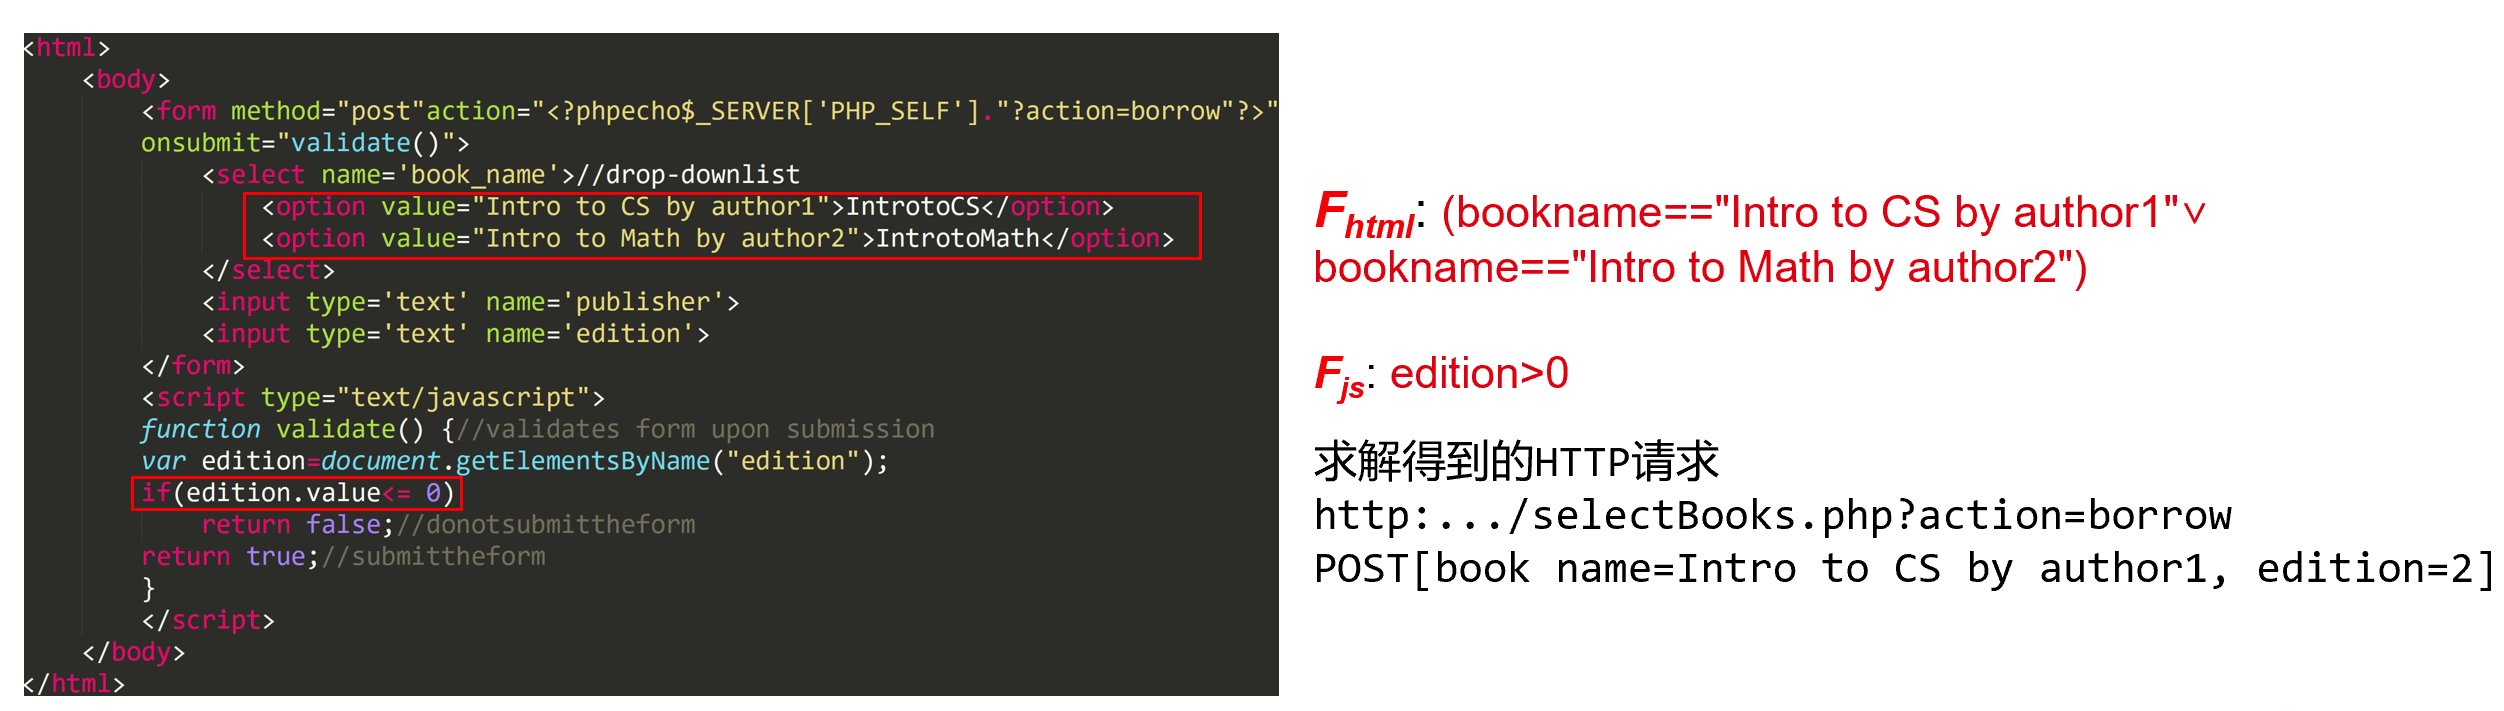 <html>
<body>
<form method="post"action="<?phpecho$_SERVER['PHP_SELF']."?action=borrow"?>"
onsubmit="validate()">
<select name='book_name'>//drop-downlist
<option value="Intro to CS by author1">IntrotoCS</option>
<option value="Intro to Math by author2">IntrotoMath</option>
</select>
<input type='text' name='publisher'>
<input type='text' name='edition'>
</form>
<script type="text/javascript">
function validate() {//validates form upon submission
var edition=document.getElementsByName("edition");
if(edition.value<= 0)
return false;//donotsubmittheform
return true;//submittheform
}
</script>
</body>
</html>
Fhtml: (bookname=="Intro to CS by author1"∨
bookname=="Intro to Math by author2")
Fjs: edition>0
求解得到的HTTP请求
http:.../selectBooks.php?action=borrow
POST[book name=Intro to CS by author1, edition=2]